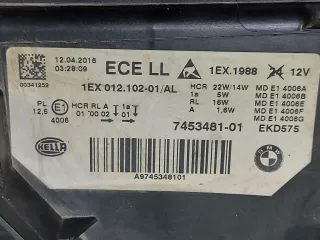 12.04.2016
03:28:09
00341252
ECE LL
1EX.1988
24 12V
1EX 012.102-01/AL
HCR 22W/14W MD E1 4006A
1a 5W MD E1 4006B
RL 16W MD E1 4006E
A 1,6W MD E1 4006F
MD E1 4006G
PL E1 HCR RL A 1a
12,5 01 00 02 ↓ 01
4006
7453481-01
EKD575
HELLA
BMW
A9745348101